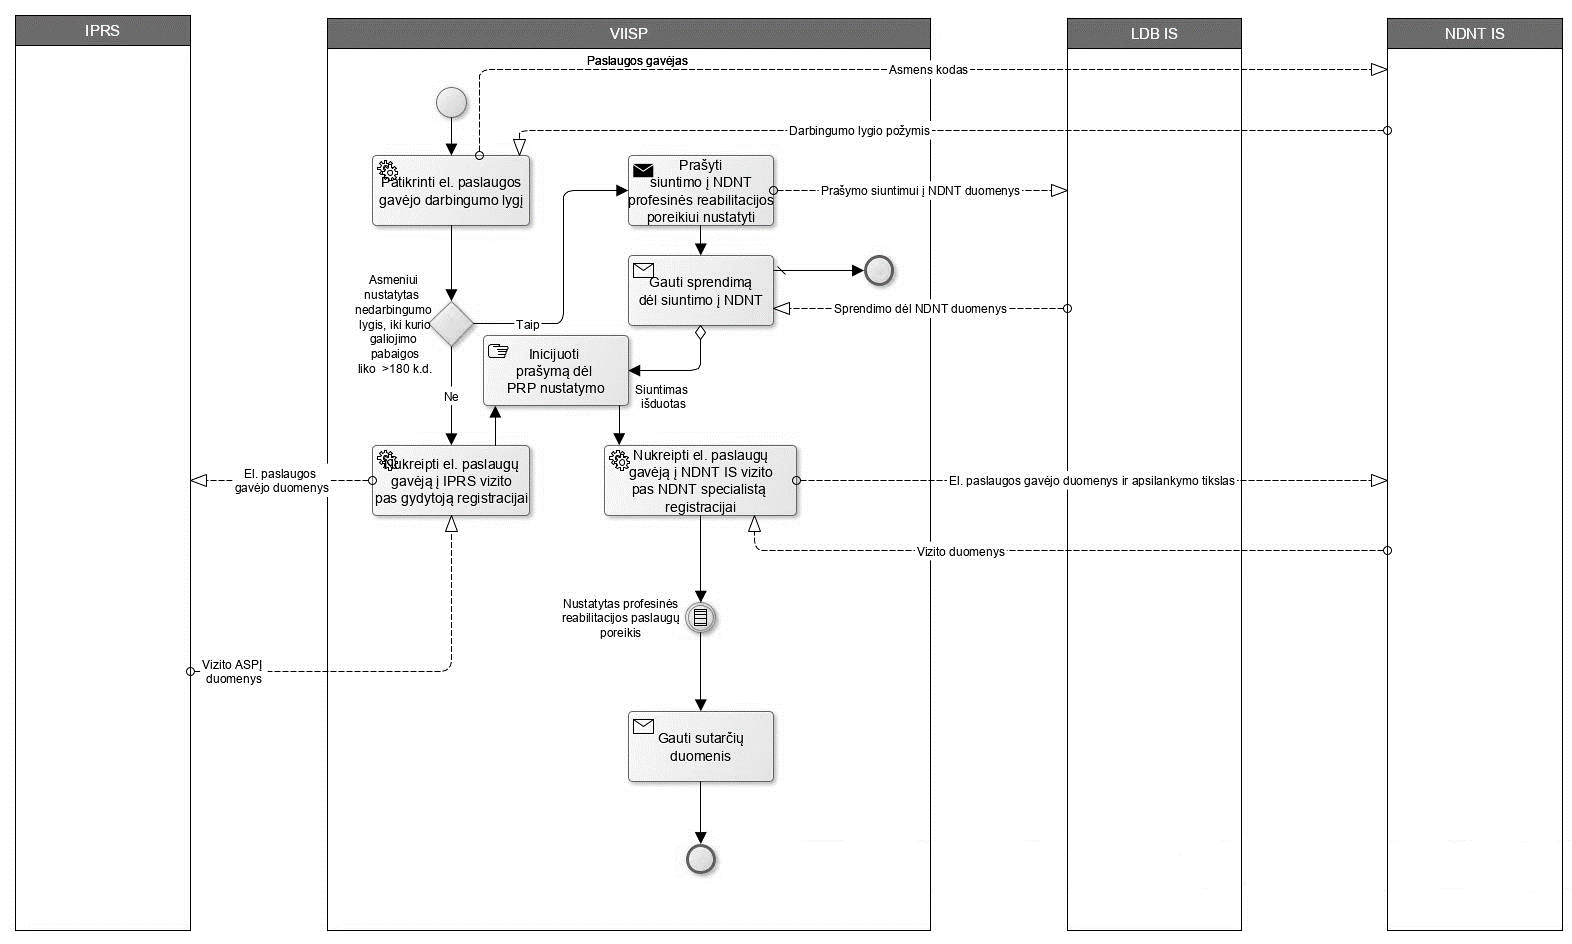 IPRS
VIISP
LDB IS
NDNT IS
Paslaugos gavėjas
Asmens kodas
Darbingumo lygio požymis
Patikrinti el. paslaugos
gavėjo darbingumo lygį
Prašyti
siuntimo į NDNT
profesinės reabilitacijos
poreikiui nustatyti
Prašymo siuntimui į NDNT duomenys
Gauti sprendimą
dėl siuntimo į NDNT
Sprendimo dėl NDNT duomenys
Asmeniui
nustatytas
nedarbingumo
lygis, iki kurio
galiojimo
pabaigos
liko >180 k.d.
Taip
Ne
Inicijuoti
prašymą dėl
PRP nustatymo
Siuntimas
išduotas
El. paslaugos
gavėjo duomenys
Nukreipti el. paslaugų
gavėją į IPRS vizito
pas gydytoją registracijai
Nukreipti el. paslaugų
gavėją į NDNT IS vizito
pas NDNT specialistą
registracijai
El. paslaugos gavėjo duomenys ir apsilankymo tikslas
Vizito duomenys
Nustatytas profesinės
reabilitacijos paslaugų
poreikis
Vizito ASPĮ
duomenys
Gauti sutarčių
duomenis